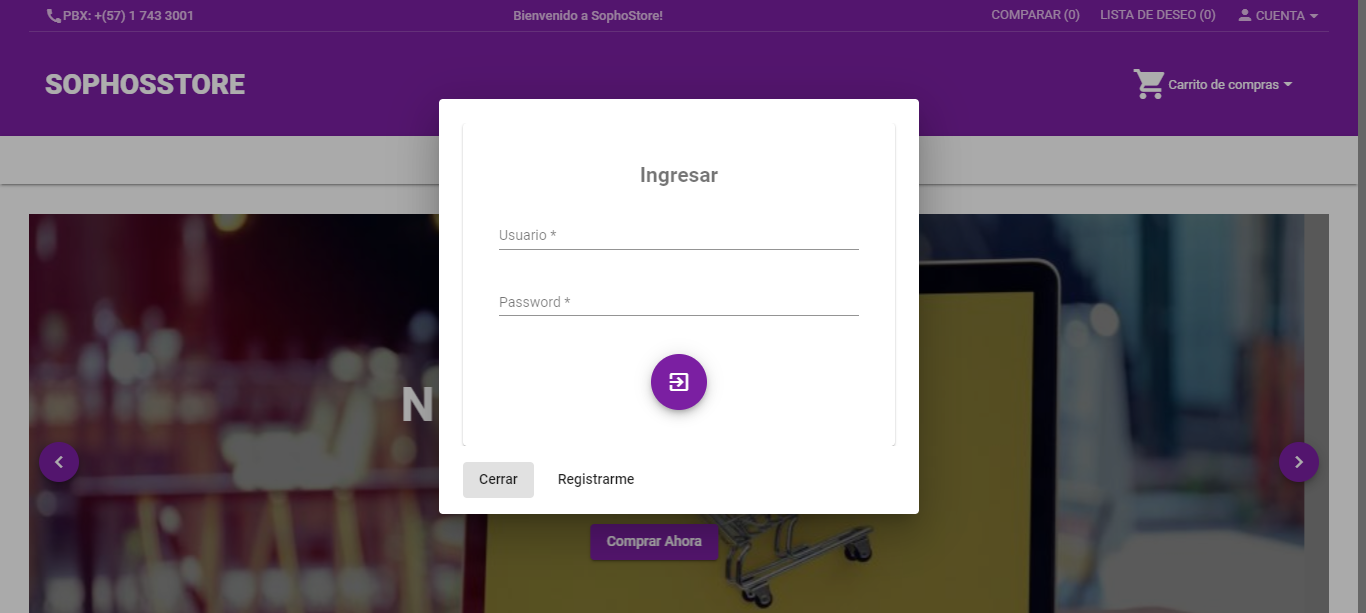 PBX: +(57) 1 743 3001
Bienvenido a SophoStore!
COMPARAR (0)
LISTA DE DESEO (0)
CUENTA
SOPHOSSTORE
Carrito de compras
Ingresar
Usuario *
Password *
N
Cerrar
Registrarme
Comprar Ahora